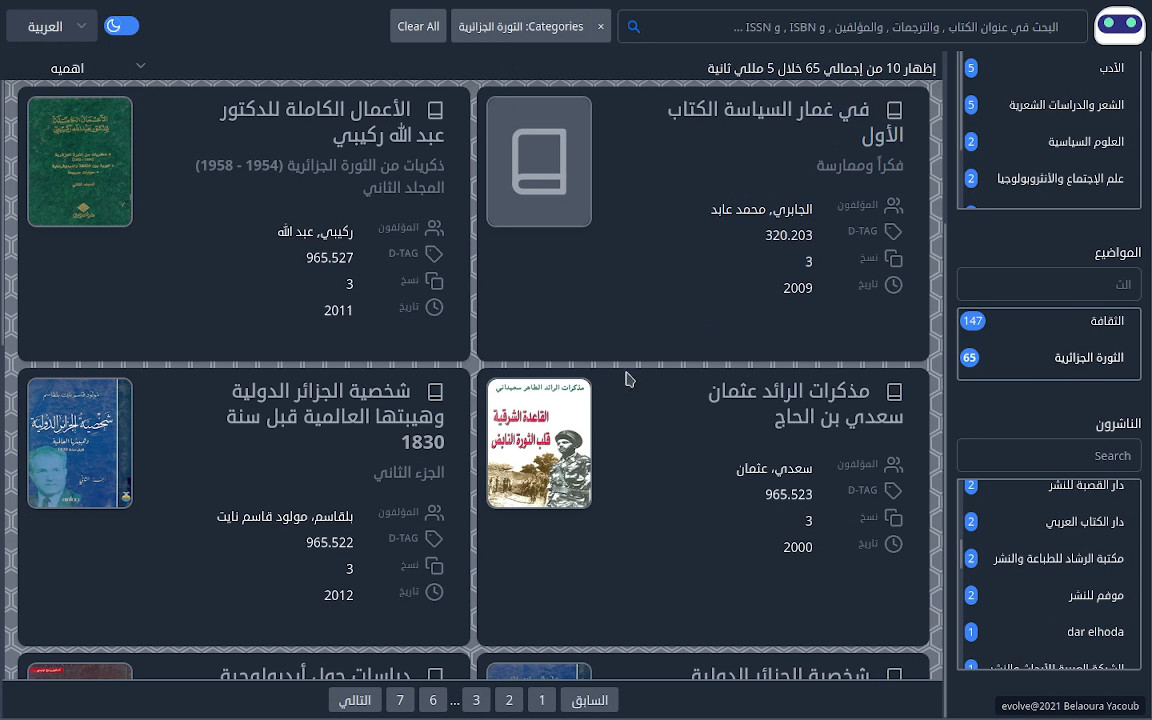 البحث في عنوان الكتاب , والترجمات , والمؤلفين , و ISBN , و ISSN ...
Categories: الثورة الجزائرية ×
Clear All
العربية
إظهار 10 من إجمالي 65 خلال 5 مللي ثانية
اهميه
في غمار السياسة الكتاب
الأول
فكراً وممارسة
المؤلفون الجابري, محمد عابد
D-TAG 320.203
نسخ 3
تاريخ 2009
الأعمال الكاملة للدكتور
عبد الله ركيبي
ذكريات من الثورة الجزائرية (1954 - 1958)
المجلد الثاني
المؤلفون ركيبي, عبد الله
D-TAG 965.527
نسخ 3
تاريخ 2011
مذكرات الرائد عثمان
سعدي بن الحاج
المؤلفون سعدي، عثمان
D-TAG 965.523
نسخ 3
تاريخ 2000
مذكرات الرائد الطاهر سعيداني
القاعدة الشرقية
قلب الثورة النابض
شخصية الجزائر الدولية
وهيبتها العالمية قبل سنة
1830
الجزء الثاني
المؤلفون بلقاسم, مولود قاسم نايت
D-TAG 965.522
نسخ 3
تاريخ 2012
شخصية الجزائر الدولية
شخصية الجزائر الدولية
دراسات حول أيديولوجية
السابق 1 2 3 ... 6 7 التالي
الأدب 5
الشعر والدراسات الشعرية 5
العلوم السياسية 2
علم الإجتماع والأنثروبولوجيا 2
المواضيع
الث
الثقافة 147
الثورة الجزائرية 65
الناشرون
Search
دار القصبة للنشر 2
دار الكتاب العربي 2
مكتبة الرشاد للطباعة والنشر 2
موفم للنشر 2
dar elhoda 1
evolve@2021 Belaoura Yacoub